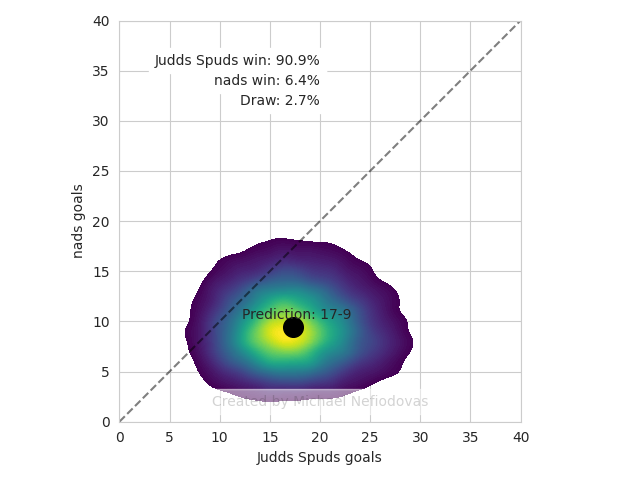 40
35
30
25
20
15
10
5
0
nads goals
Judds Spuds win: 90.9%
nads win: 6.4%
Draw: 2.7%
Prediction: 17-9
Created by Michael Nefiodovas
0 5 10 15 20 25 30 35 40
Judds Spuds goals